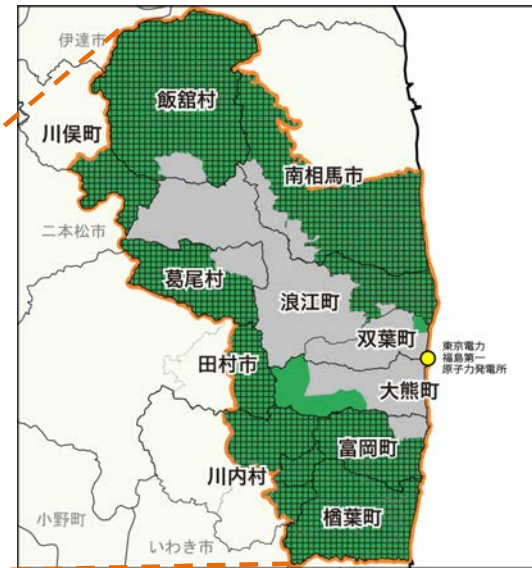 伊達市
飯舘村
川俣町
南相馬市
二本松市
葛尾村
浪江町
双葉町
東京電力
福島第一
原子力発電所
田村市
大熊町
富岡町
川内村
楢葉町
小野町
いわき市